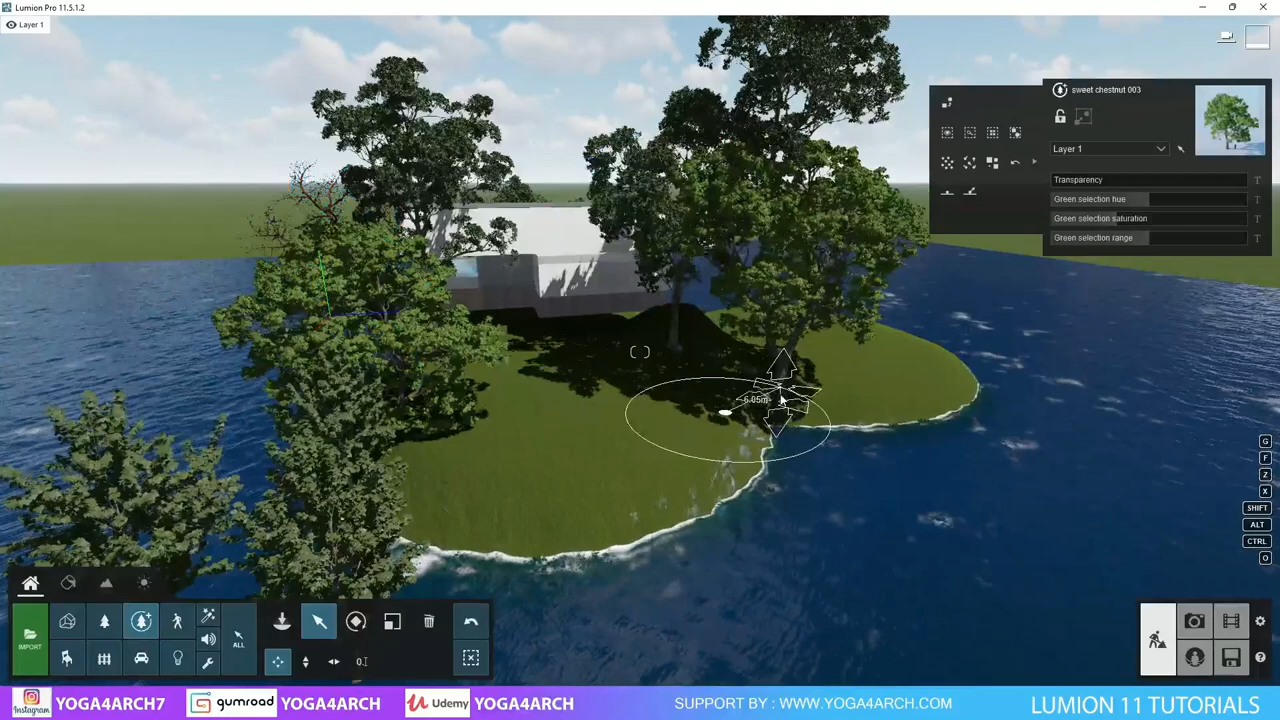 Lumion Pro 11.5.1.2
Layer 1
sweet chestnut 003
Layer 1
Transparency
T
Green selection hue
T
Green selection saturation
T
Green selection range
T
6.05m
G
F
Z
X
SHIFT
ALT
CTRL
O
IMPORT
ALL
Instagram
YOGA4ARCH7
gumroad
YOGA4ARCH
Udemy
YOGA4ARCH
SUPPORT BY : WWW.YOGA4ARCH.COM
LUMION 11 TUTORIALS